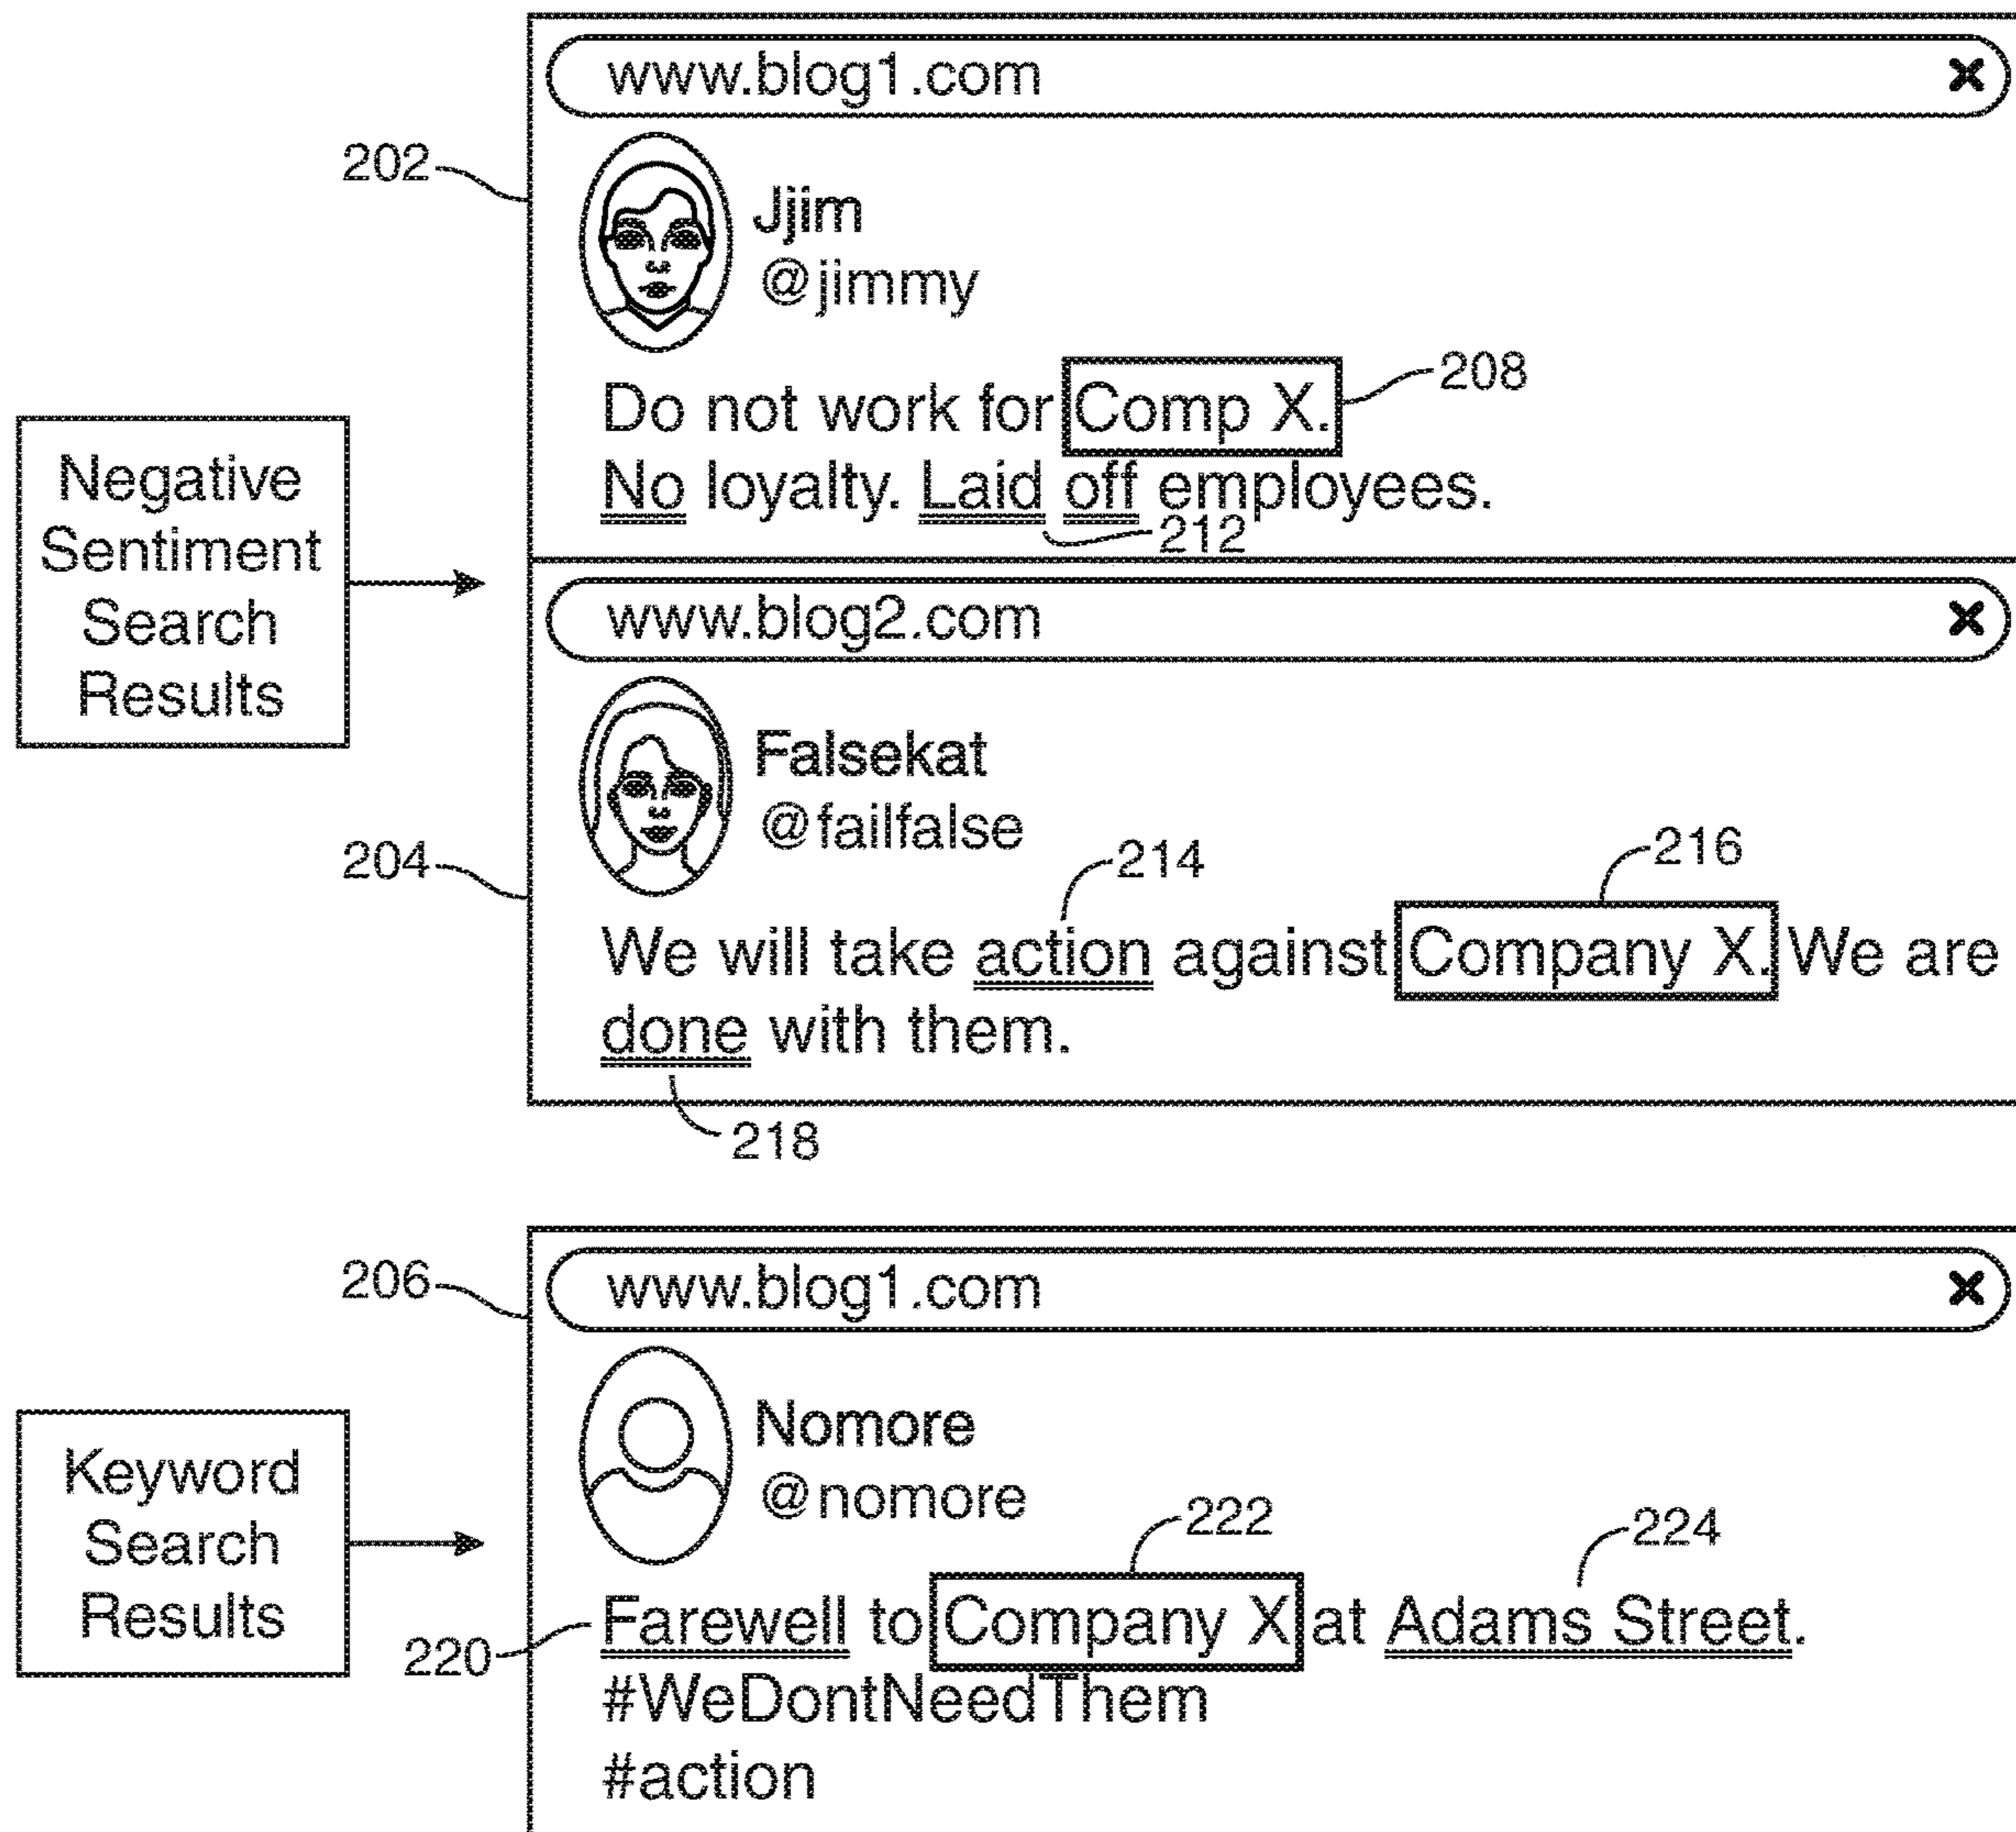 www.blog1.com
202
Jjim
@jimmy
208
Do not work for Comp X.
No loyalty. Laid off employees.
212
Negative
Sentiment
Search
Results
www.blog2.com
Falsekat
@failfalse
204
214
216
We will take action against Company X. We are
done with them.
218
206
www.blog1.com
Nomore
@nomore
Keyword
Search
Results
222
224
Farewell to Company X at Adams Street.
220
#WeDontNeedThem
#action